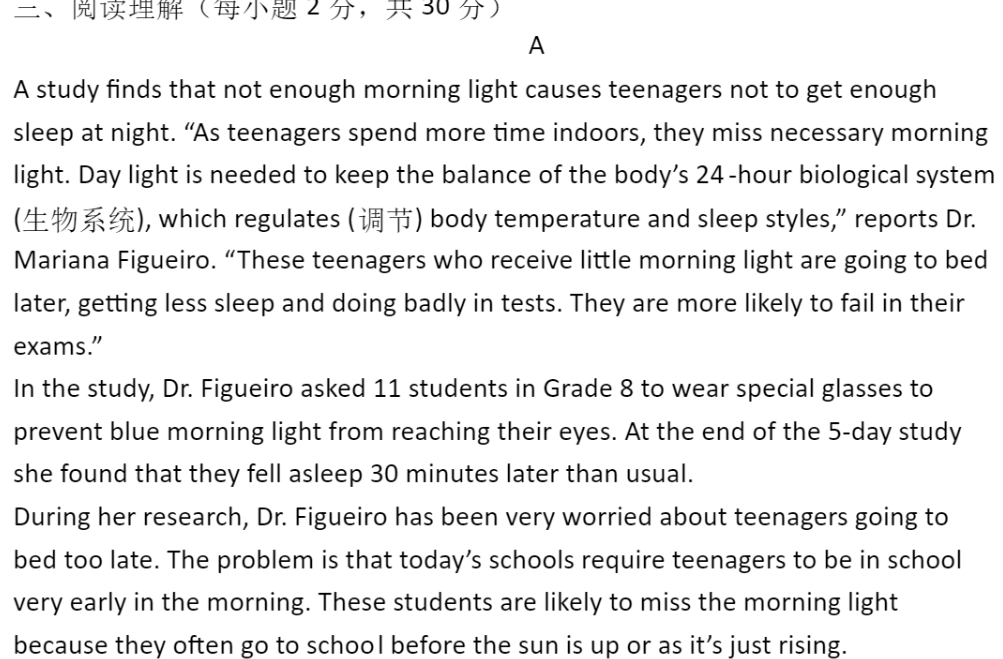 三、阅读理解（每小题 2 分，共 30 分）
A
A study finds that not enough morning light causes teenagers not to get enough
sleep at night. “As teenagers spend more time indoors, they miss necessary morning
light. Day light is needed to keep the balance of the body’s 24-hour biological system
(生物系统), which regulates (调节) body temperature and sleep styles,” reports Dr.
Mariana Figueiro. “These teenagers who receive little morning light are going to bed
later, getting less sleep and doing badly in tests. They are more likely to fail in their
exams.”
In the study, Dr. Figueiro asked 11 students in Grade 8 to wear special glasses to
prevent blue morning light from reaching their eyes. At the end of the 5-day study
she found that they fell asleep 30 minutes later than usual.
During her research, Dr. Figueiro has been very worried about teenagers going to
bed too late. The problem is that today’s schools require teenagers to be in school
very early in the morning. These students are likely to miss the morning light
because they often go to school before the sun is up or as it’s just rising.